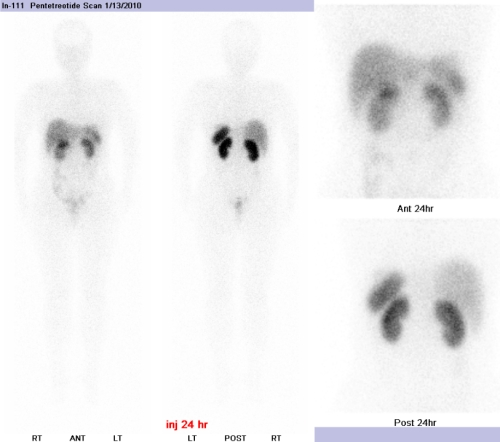 In-111 Pentetreotide Scan 1/13/2010
Ant 24hr
inj 24 hr
Post 24hr
RT ANT LT LT POST RT